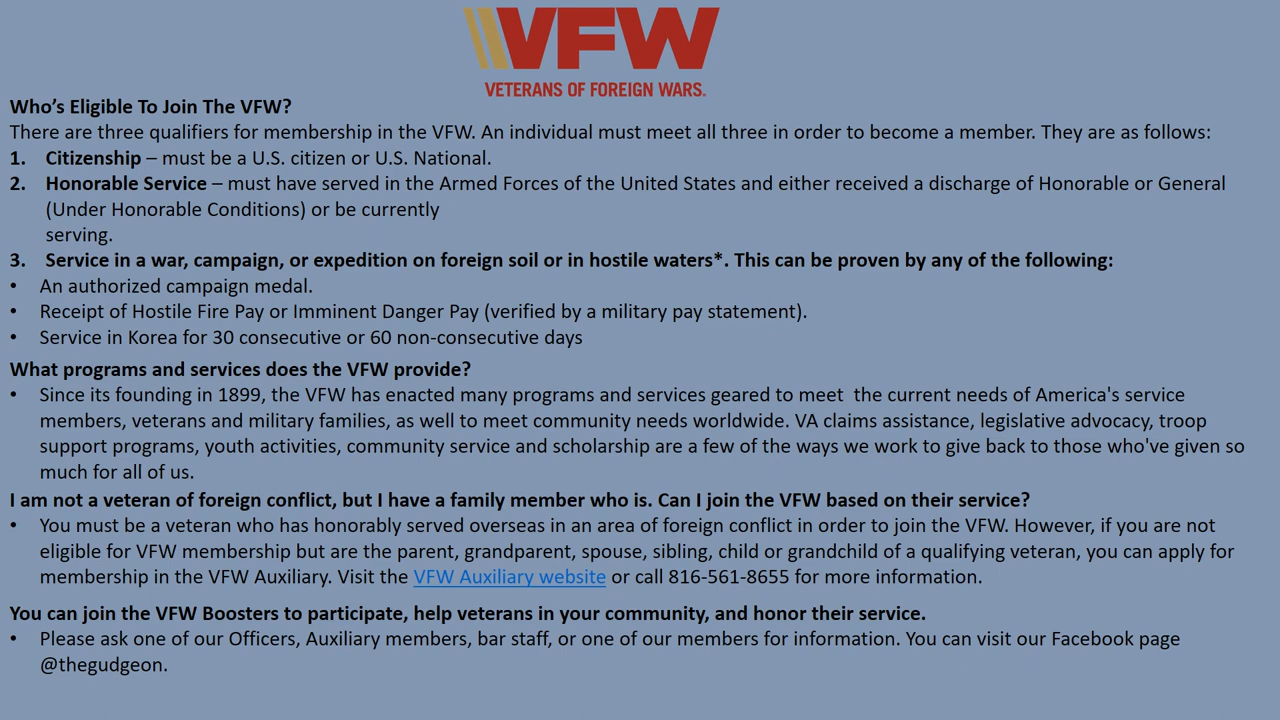 VFW
VETERANS OF FOREIGN WARS.
Who's Eligible To Join The VFW?
There are three qualifiers for membership in the VFW. An individual must meet all three in order to become a member. They are as follows:
1. Citizenship – must be a U.S. citizen or U.S. National.
2. Honorable Service – must have served in the Armed Forces of the United States and either received a discharge of Honorable or General
(Under Honorable Conditions) or be currently
serving.
3. Service in a war, campaign, or expedition on foreign soil or in hostile waters*. This can be proven by any of the following:
• An authorized campaign medal.
• Receipt of Hostile Fire Pay or Imminent Danger Pay (verified by a military pay statement).
• Service in Korea for 30 consecutive or 60 non-consecutive days
What programs and services does the VFW provide?
• Since its founding in 1899, the VFW has enacted many programs and services geared to meet the current needs of America's service
members, veterans and military families, as well to meet community needs worldwide. VA claims assistance, legislative advocacy, troop
support programs, youth activities, community service and scholarship are a few of the ways we work to give back to those who've given so
much for all of us.
I am not a veteran of foreign conflict, but I have a family member who is. Can I join the VFW based on their service?
• You must be a veteran who has honorably served overseas in an area of foreign conflict in order to join the VFW. However, if you are not
eligible for VFW membership but are the parent, grandparent, spouse, sibling, child or grandchild of a qualifying veteran, you can apply for
membership in the VFW Auxiliary. Visit the VFW Auxiliary website or call 816-561-8655 for more information.
You can join the VFW Boosters to participate, help veterans in your community, and honor their service.
• Please ask one of our Officers, Auxiliary members, bar staff, or one of our members for information. You can visit our Facebook page
@thegudgeon.